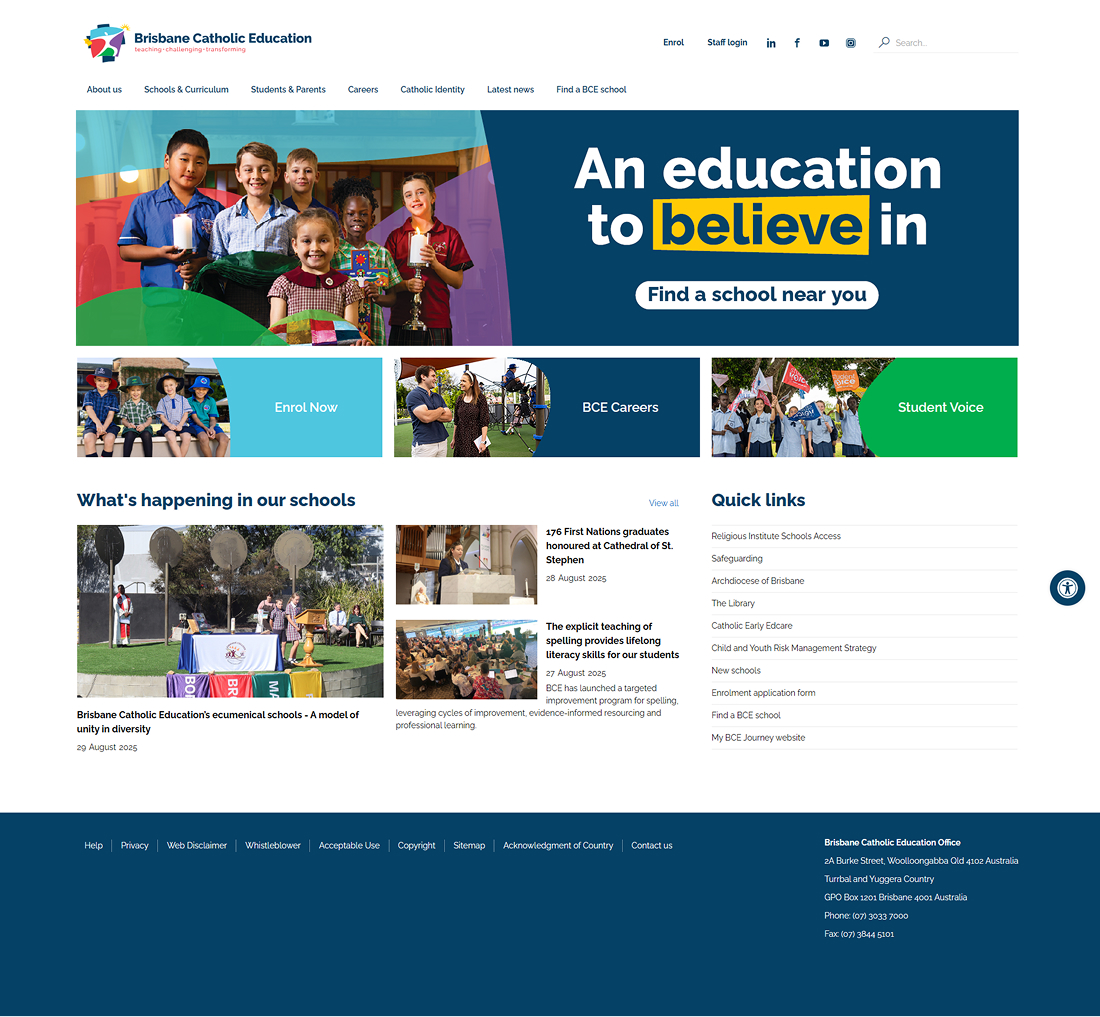 Brisbane Catholic Education
teaching-challenging-transforming
Enrol
Staff login
Search...
About us
Schools & Curriculum
Students & Parents
Careers
Catholic Identity
Latest news
Find a BCE school
An education
to believe in
Find a school near you
Enrol Now
BCE Careers
Student Voice
What's happening in our schools
View all
Brisbane Catholic Education's ecumenical schools - A model of
unity in diversity
29 August 2025
176 First Nations graduates
honoured at Cathedral of St.
Stephen
28 August 2025
The explicit teaching of
spelling provides lifelong
literacy skills for our students
27 August 2025
BCE has launched a targeted
improvement program for spelling,
leveraging cycles of improvement, evidence-informed resourcing and
professional learning.
Quick links
Religious Institute Schools Access
Safeguarding
Archdiocese of Brisbane
The Library
Catholic Early Edcare
Child and Youth Risk Management Strategy
New schools
Enrolment application form
Find a BCE school
My BCE Journey website
Help
Privacy
Web Disclaimer
Whistleblower
Acceptable Use
Copyright
Sitemap
Acknowledgment of Country
Contact us
Brisbane Catholic Education Office
2A Burke Street, Woolloongabba Qld 4102 Australia
Turrbal and Yuggera Country
GPO Box 1201 Brisbane 4001 Australia
Phone: (07) 3033 7000
Fax: (07) 3844 5101